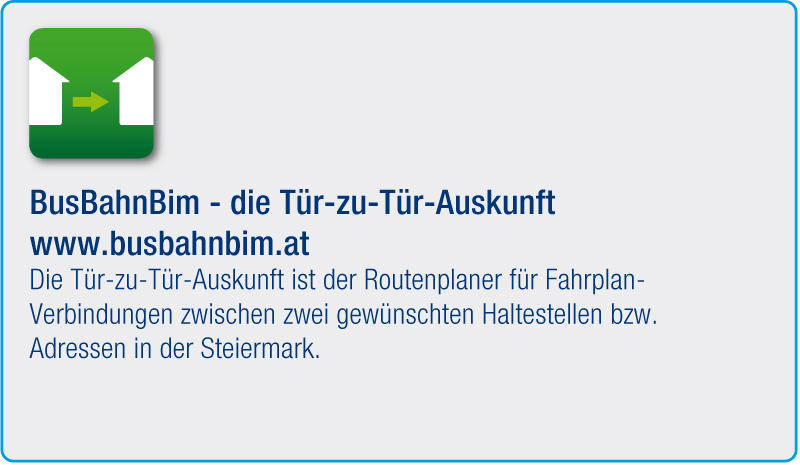 BusBahnBim - die Tür-zu-Tür-Auskunft
www.busbahnbim.at
Die Tür-zu-Tür-Auskunft ist der Routenplaner für Fahrplan-
Verbindungen zwischen zwei gewünschten Haltestellen bzw.
Adressen in der Steiermark.